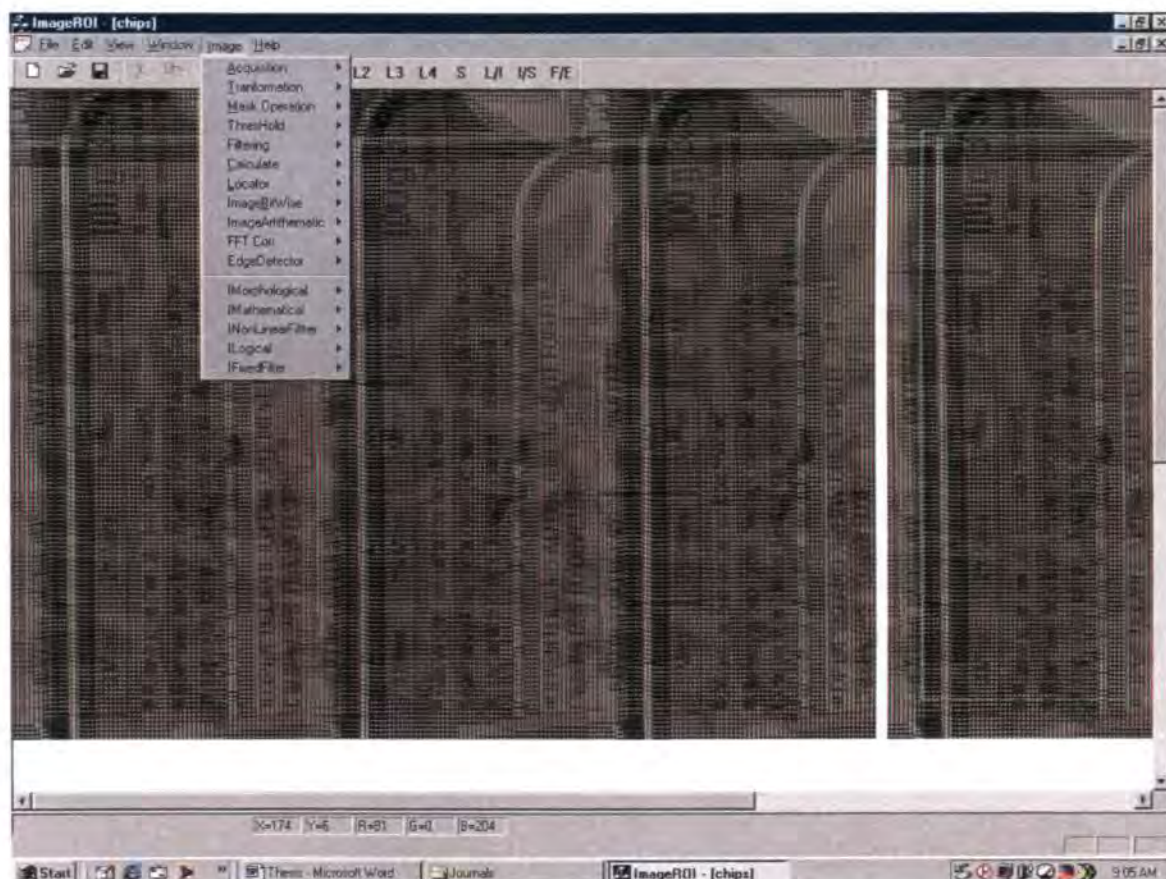 ImageROI - [chips]
File Edit View Window Image Help
L2 L3 L4 S L/I I/S F/E
Acquisition
Tranformation
Mask Operation
ThresHold
Filtering
Calculate
Locator
ImageBitWise
ImageArithematic
FFT Con
EdgeDetector
IMorphological
IMathematical
INonLinearFilter
ILogical
IFixedFilter
X=174 Y=6 R=81 G=0 B=204
Start Thesis - Microsoft Word Journals ImageROI - [chips] 9:05 AM